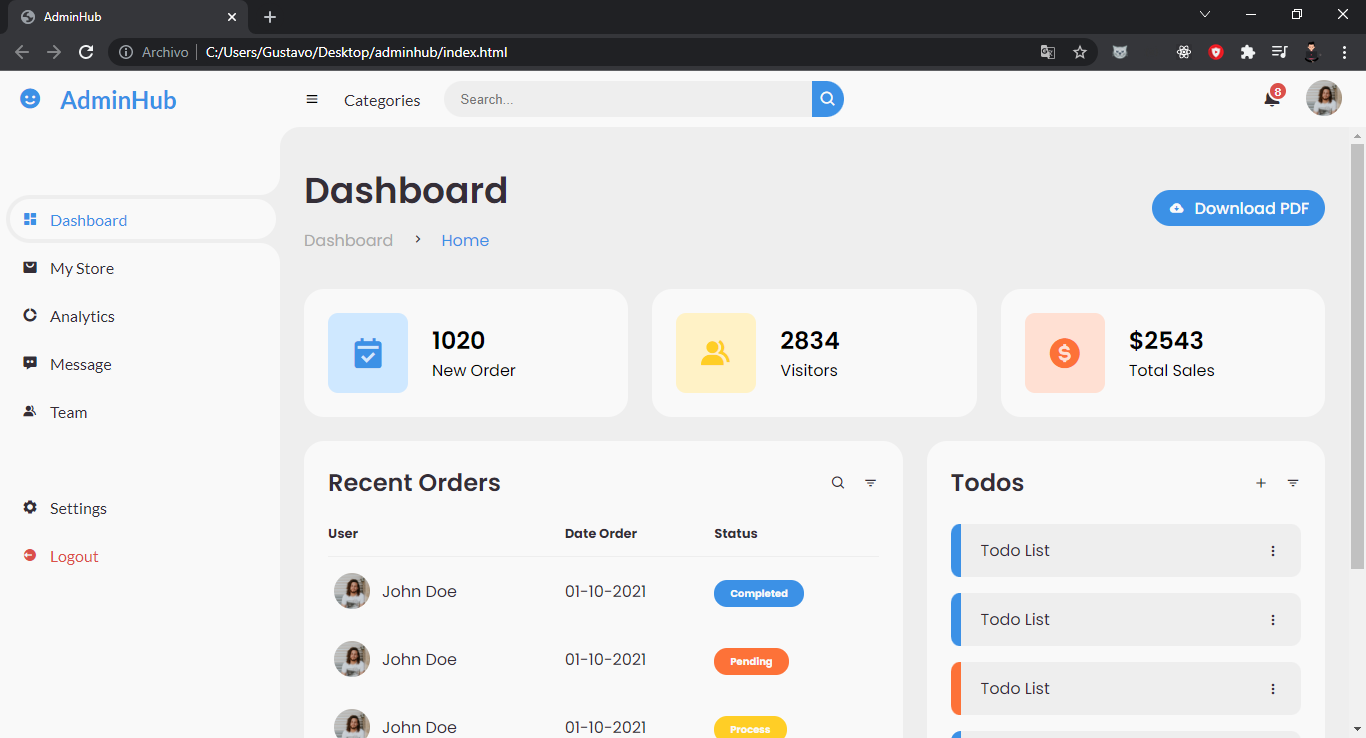 AdminHub
Archivo C:/Users/Gustavo/Desktop/adminhub/index.html
AdminHub
Categories
Search...
8
Dashboard
My Store
Analytics
Message
Team
Settings
Logout
Dashboard
Dashboard > Home
Download PDF
1020
New Order
2834
Visitors
$2543
Total Sales
Recent Orders
User Date Order Status
John Doe 01-10-2021 Completed
John Doe 01-10-2021 Pending
John Doe 01-10-2021 Process
Todos
Todo List
Todo List
Todo List